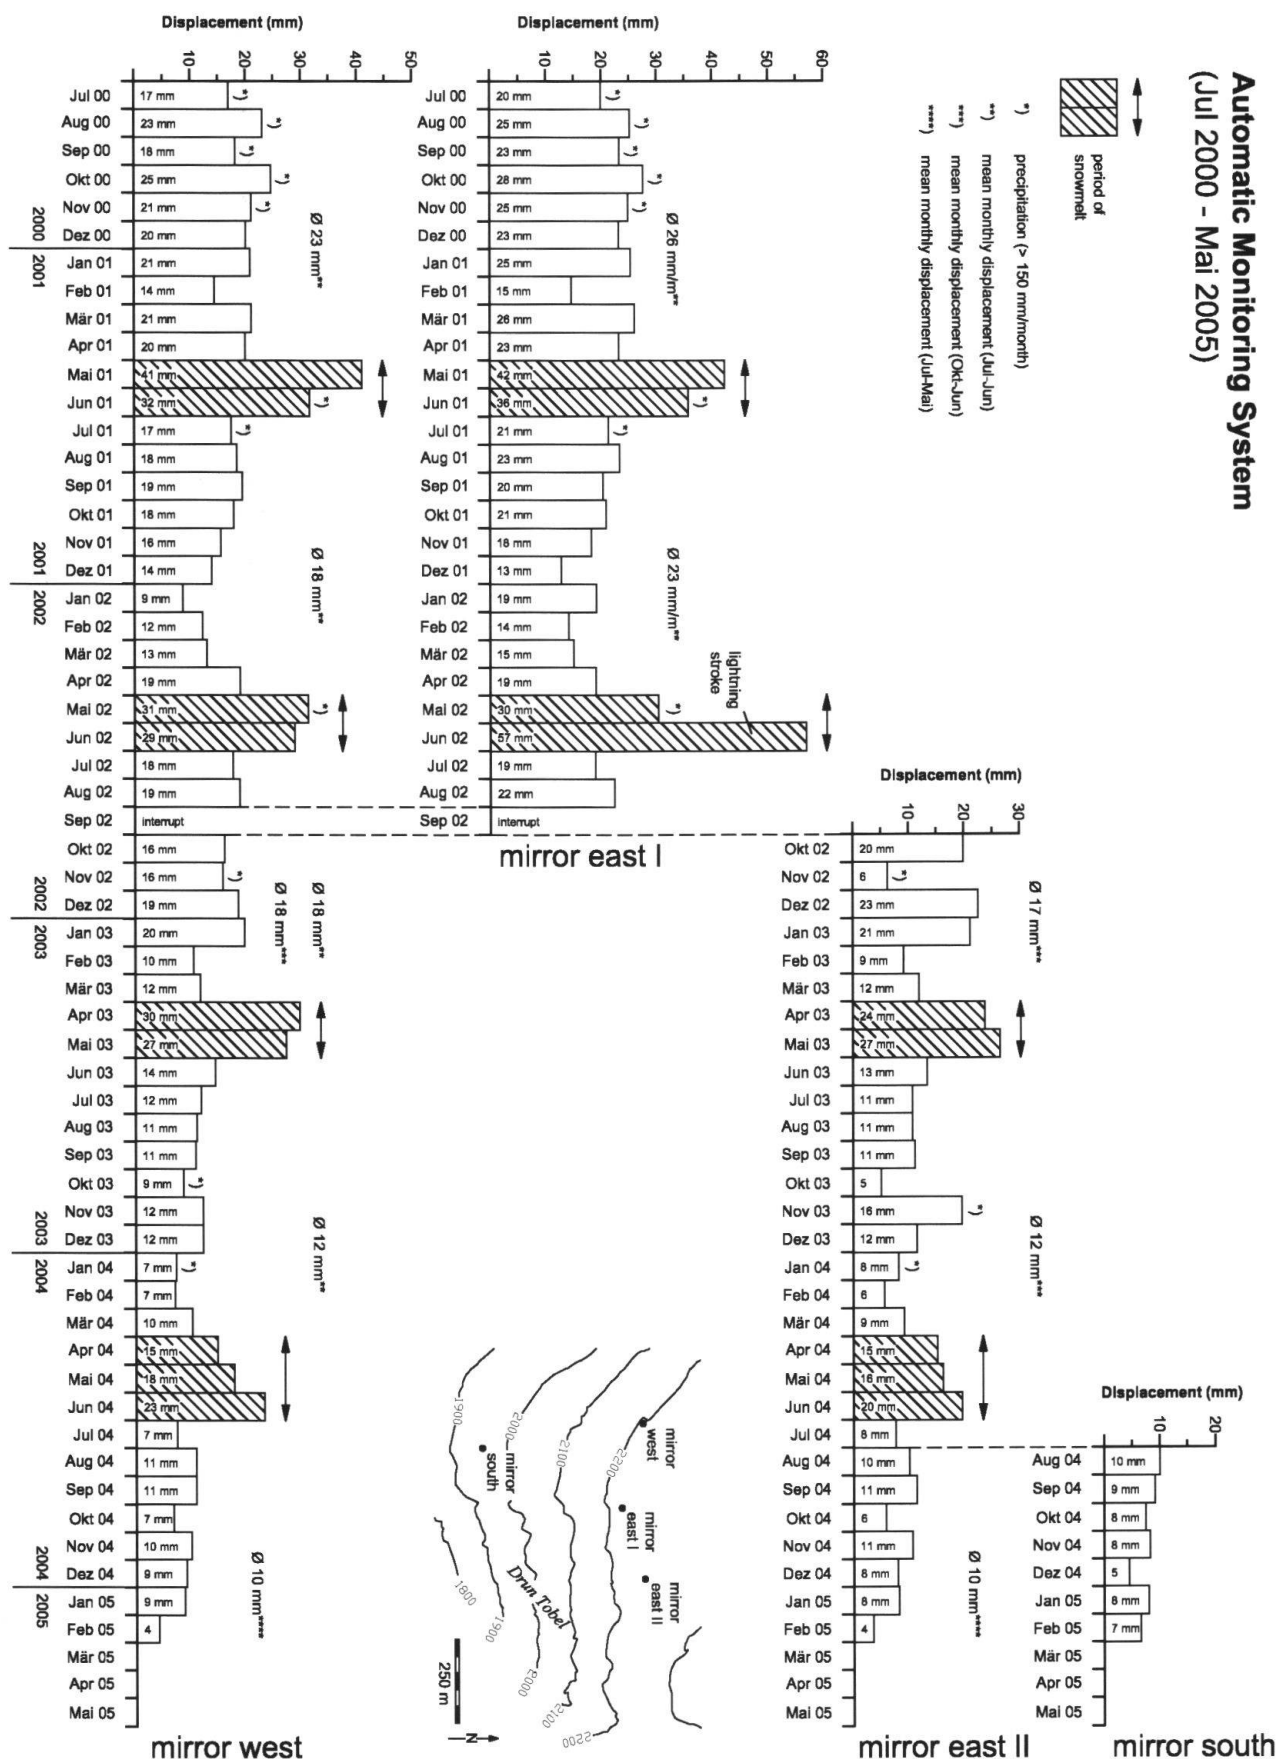 Automatic Monitoring System
(Jul 2000 - Mai 2005)
period of
snowmelt
*) precipitation (> 150 mm/month)
**) mean monthly displacement (Jul-Jun)
***) mean monthly displacement (Okt-Jun)
****) mean monthly displacement (Jul-Mai)
Displacement (mm)
10 20 30 40 50
Jul 00 17 mm *)
Aug 00 23 mm *)
Sep 00 18 mm *)
Okt 00 25 mm *)
Nov 00 21 mm *)
Dez 00 20 mm
Jan 01 21 mm
Feb 01 14 mm
Mär 01 21 mm
Apr 01 20 mm
Mai 01 41 mm
Jun 01 32 mm *)
Jul 01 17 mm *)
Aug 01 18 mm
Sep 01 19 mm
Okt 01 18 mm
Nov 01 16 mm
Dez 01 14 mm
Jan 02 9 mm
Feb 02 12 mm
Mär 02 13 mm
Apr 02 19 mm
Mai 02 31 mm *)
Jun 02 29 mm
Jul 02 18 mm
Aug 02 19 mm
Sep 02 interrupt
Okt 02 16 mm
Nov 02 16 mm *)
Dez 02 19 mm
Jan 03 20 mm
Feb 03 10 mm
Mär 03 12 mm
Apr 03 30 mm
Mai 03 27 mm
Jun 03 14 mm
Jul 03 12 mm
Aug 03 11 mm
Sep 03 11 mm
Okt 03 9 mm *)
Nov 03 12 mm
Dez 03 12 mm
Jan 04 7 mm *)
Feb 04 7 mm
Mär 04 10 mm
Apr 04 15 mm
Mai 04 18 mm
Jun 04 23 mm
Jul 04 7 mm
Aug 04 11 mm
Sep 04 11 mm
Okt 04 7 mm
Nov 04 10 mm
Dez 04 9 mm
Jan 05 9 mm
Feb 05 4
Mär 05
Apr 05
Mai 05
2000 2001
2001 2002
2002 2003
2003 2004
2004 2005
Ø 23 mm**
Ø 18 mm**
Ø 18 mm**
Ø 18 mm***
Ø 12 mm**
Ø 10 mm****
mirror west
Displacement (mm)
10 20 30 40 50 60
Jul 00 20 mm *)
Aug 00 25 mm *)
Sep 00 23 mm *)
Okt 00 28 mm *)
Nov 00 25 mm *)
Dez 00 23 mm
Jan 01 25 mm
Feb 01 15 mm
Mär 01 26 mm
Apr 01 23 mm
Mai 01 42 mm
Jun 01 36 mm *)
Jul 01 21 mm *)
Aug 01 23 mm
Sep 01 20 mm
Okt 01 21 mm
Nov 01 18 mm
Dez 01 13 mm
Jan 02 19 mm
Feb 02 14 mm
Mär 02 15 mm
Apr 02 19 mm
Mai 02 30 mm *)
Jun 02 57 mm
Jul 02 19 mm
Aug 02 22 mm
Sep 02 interrupt
Ø 26 mm/m**
Ø 23 mm/m**
lightning
stroke
mirror east I
Displacement (mm)
10 20 30
Okt 02 20 mm
Nov 02 6 *)
Dez 02 23 mm
Jan 03 21 mm
Feb 03 9 mm
Mär 03 12 mm
Apr 03 24 mm
Mai 03 27 mm
Jun 03 13 mm
Jul 03 11 mm
Aug 03 11 mm
Sep 03 11 mm
Okt 03 5
Nov 03 16 mm *)
Dez 03 12 mm
Jan 04 8 mm *)
Feb 04 6
Mär 04 9 mm
Apr 04 15 mm
Mai 04 16 mm
Jun 04 20 mm
Jul 04 8 mm
Aug 04 10 mm
Sep 04 11 mm
Okt 04 6
Nov 04 11 mm
Dez 04 8 mm
Jan 05 8 mm
Feb 05 4
Mär 05
Apr 05
Mai 05
Ø 17 mm***
Ø 12 mm***
Ø 10 mm****
mirror east II
Displacement (mm)
10 20
Aug 04 10 mm
Sep 04 9 mm
Okt 04 8 mm
Nov 04 8 mm
Dez 04 5
Jan 05 8 mm
Feb 05 7 mm
Mär 05
Apr 05
Mai 05
mirror south
mirror
west
mirror
east I
mirror
east II
mirror
south
Drun Tobel
1900
2000
2100
2200
1800
1900
2000
2100
2200
250 m
N